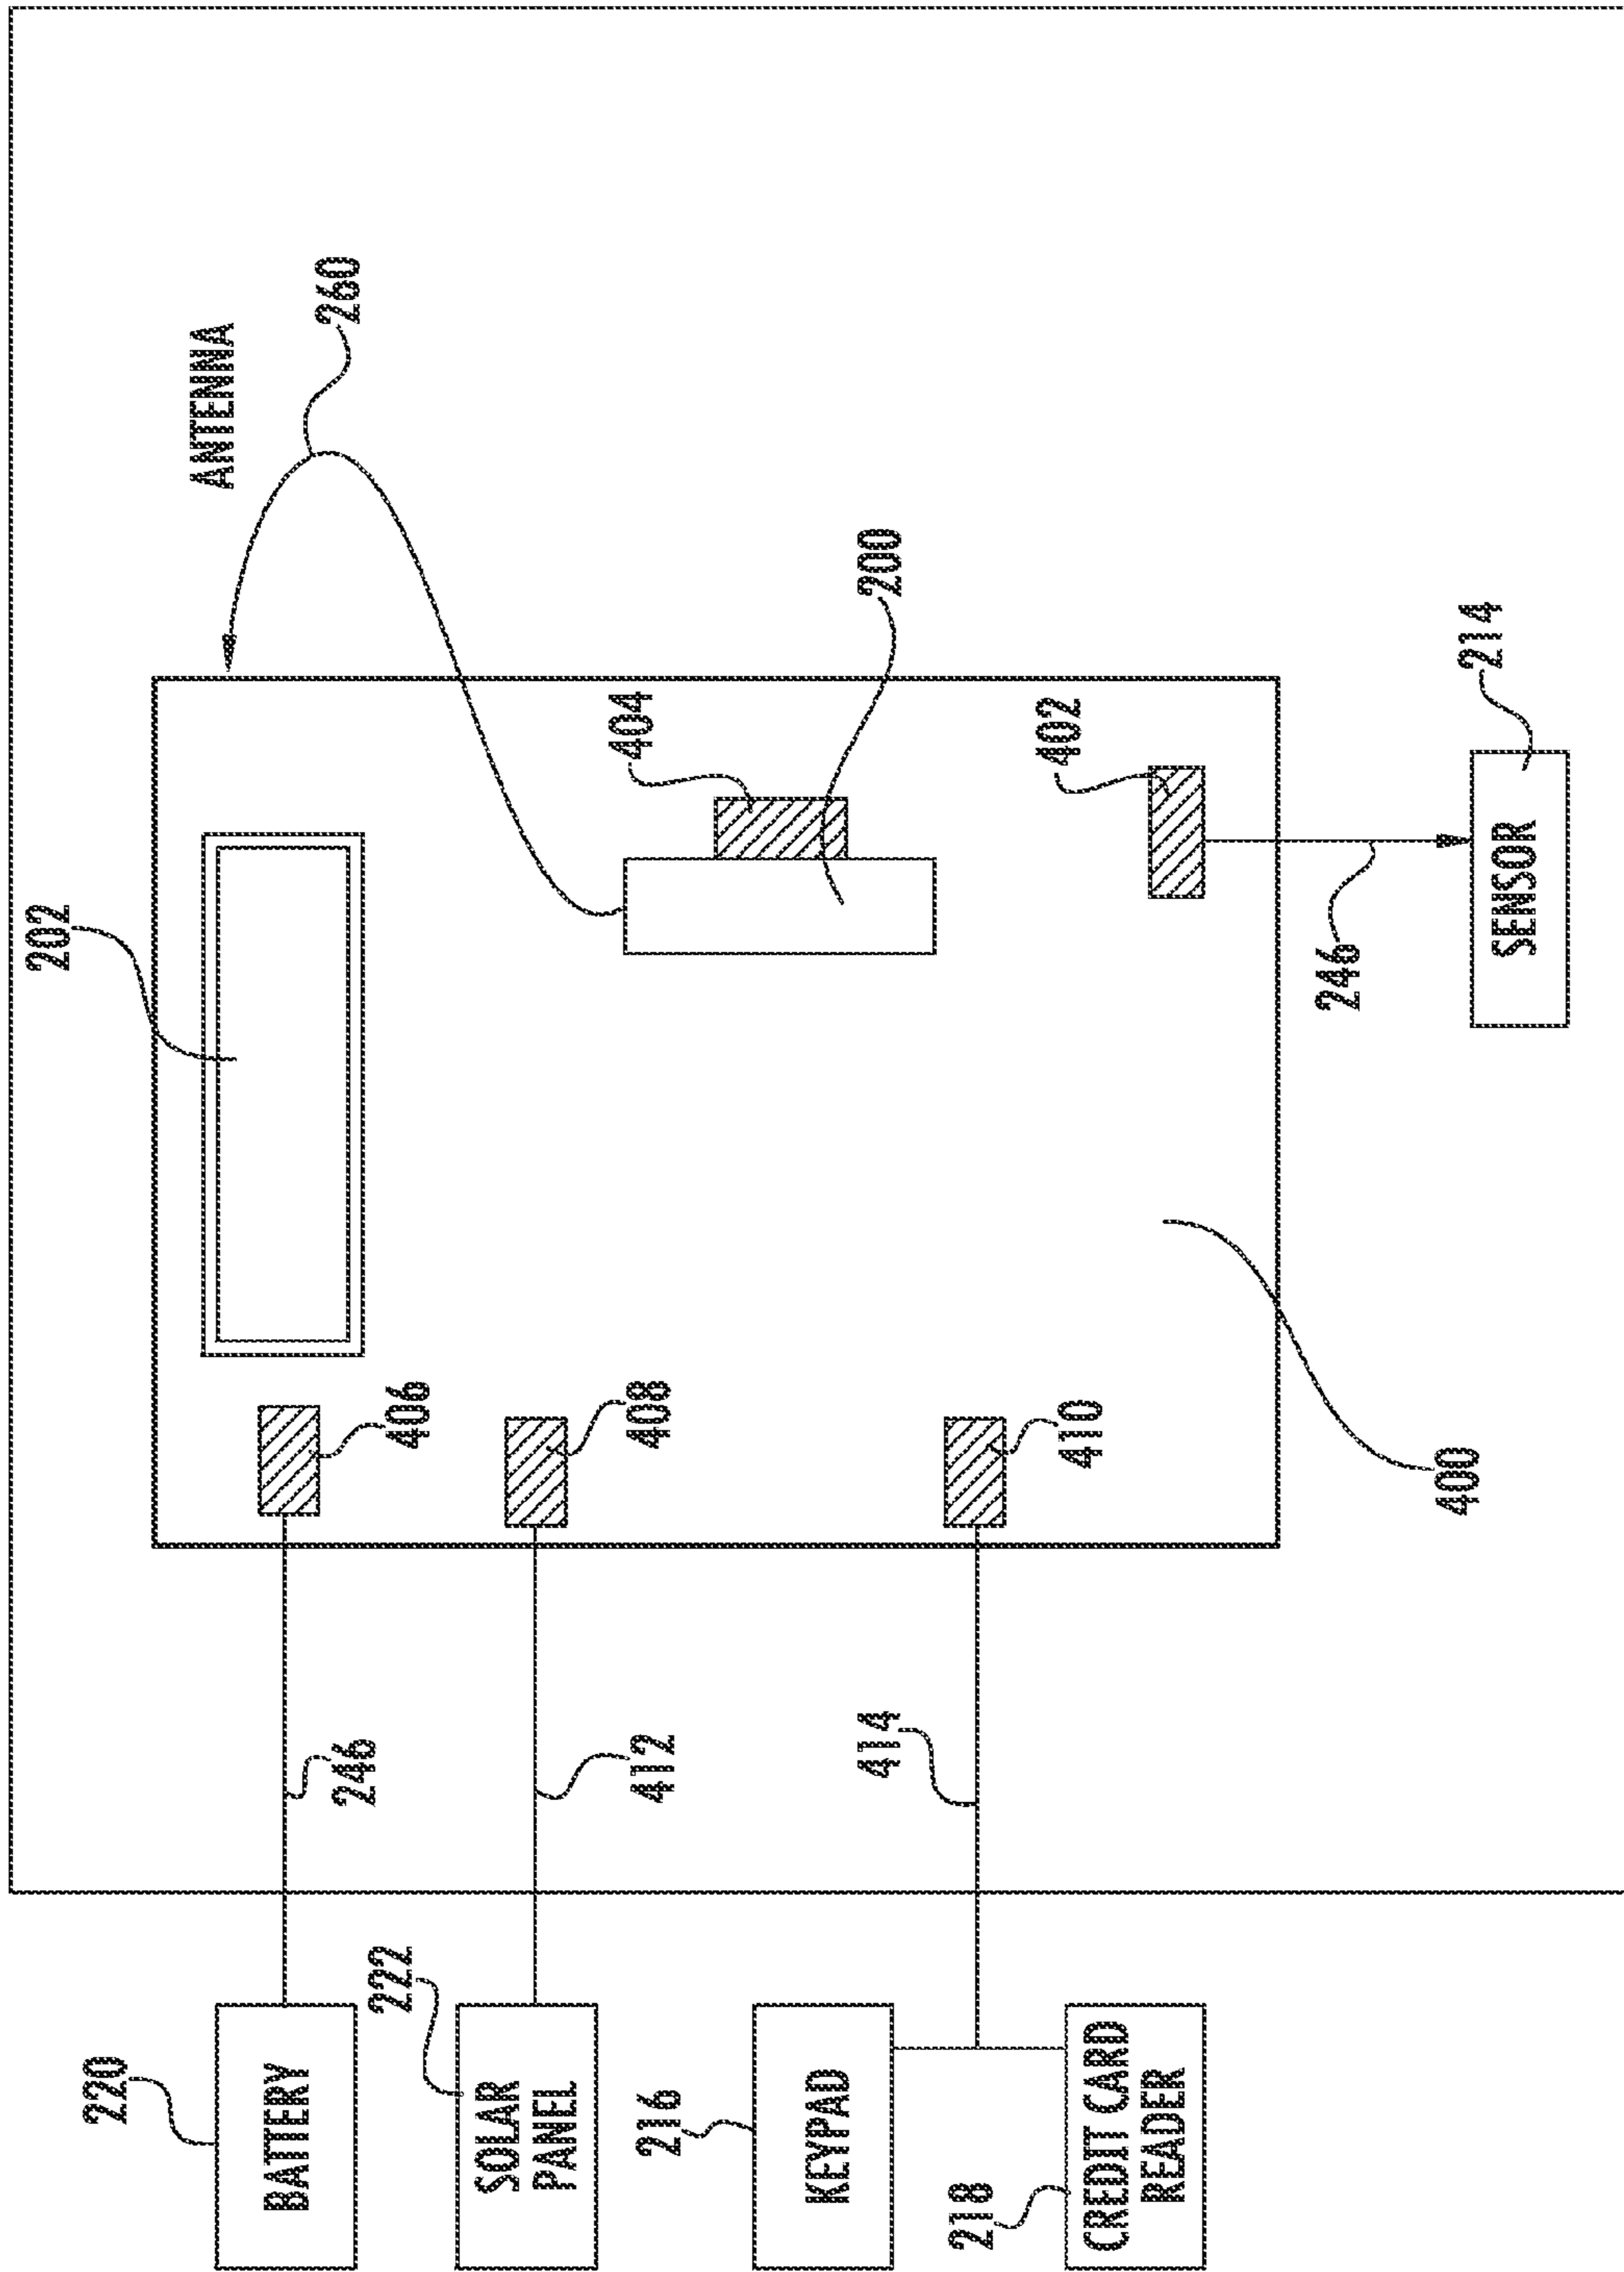 202
220
ANTENNA
BATTERY
260
246
222
406
SOLAR
PANEL
404
216
412
408
KEYPAD
414
200
218
402
410
CREDIT CARD
READER
246
400
214
SENSOR